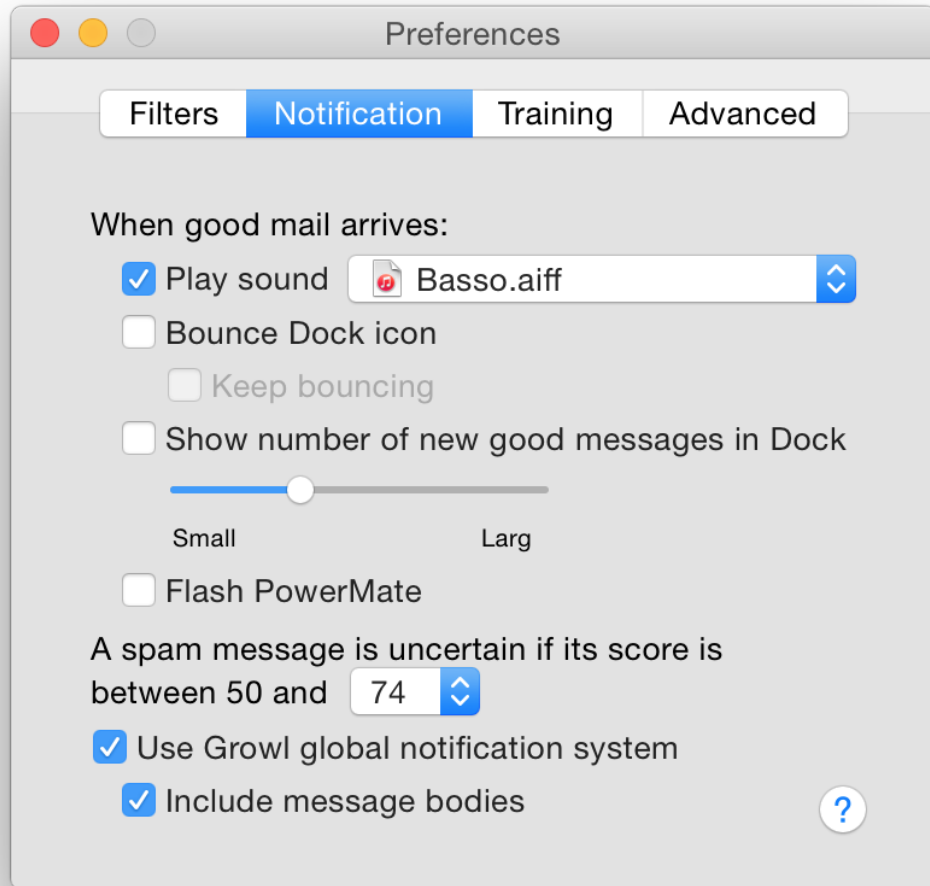 Preferences
Filters Notification Training Advanced
When good mail arrives:
Play sound Basso.aiff
Bounce Dock icon
Keep bouncing
Show number of new good messages in Dock
Small Larg
Flash PowerMate
A spam message is uncertain if its score is
between 50 and 74
Use Growl global notification system
Include message bodies
?